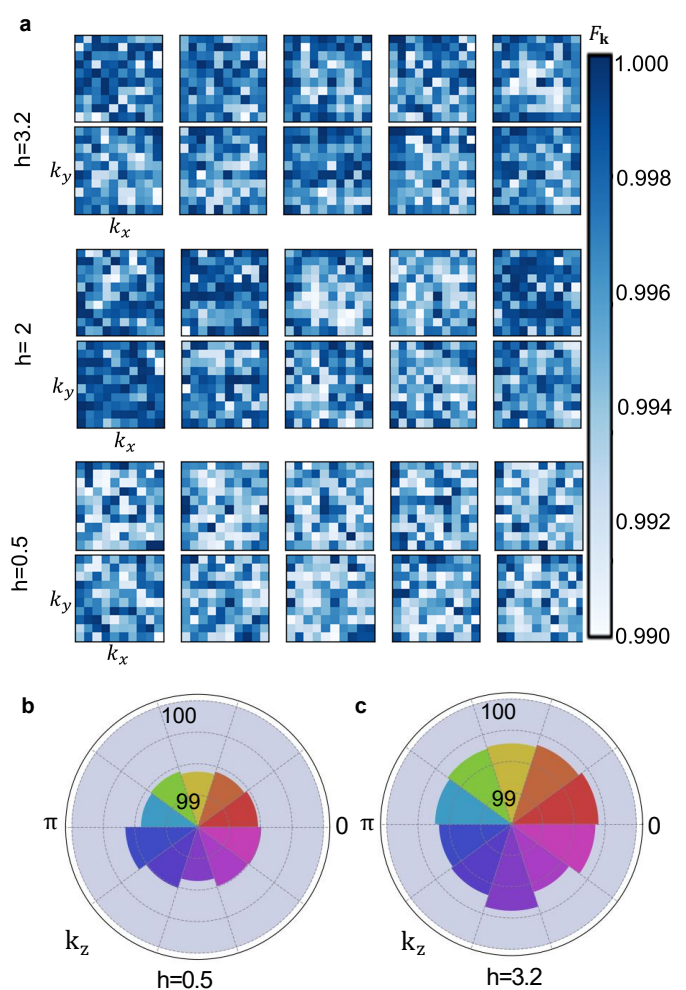 a
F𝐤
h=3.2
k_y
k_x
1.000
0.998
0.996
0.994
0.992
0.990
h= 2
k_y
k_x
h=0.5
k_y
k_x
b
100
99
π
0
k_z
h=0.5
c
100
99
π
0
k_z
h=3.2